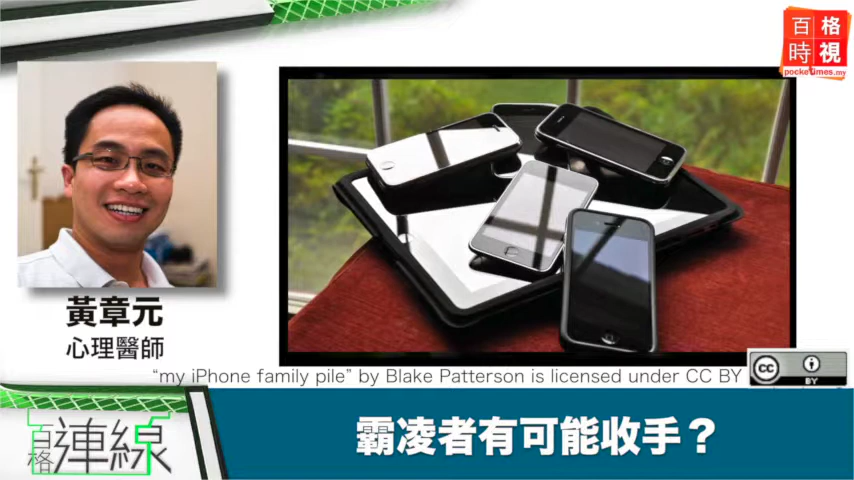 百格
時視
pocketimes.my
黃章元
心理醫師
“my iPhone family pile” by Blake Patterson is licensed under CC BY
cc
BY
百格連線
霸凌者有可能收手？